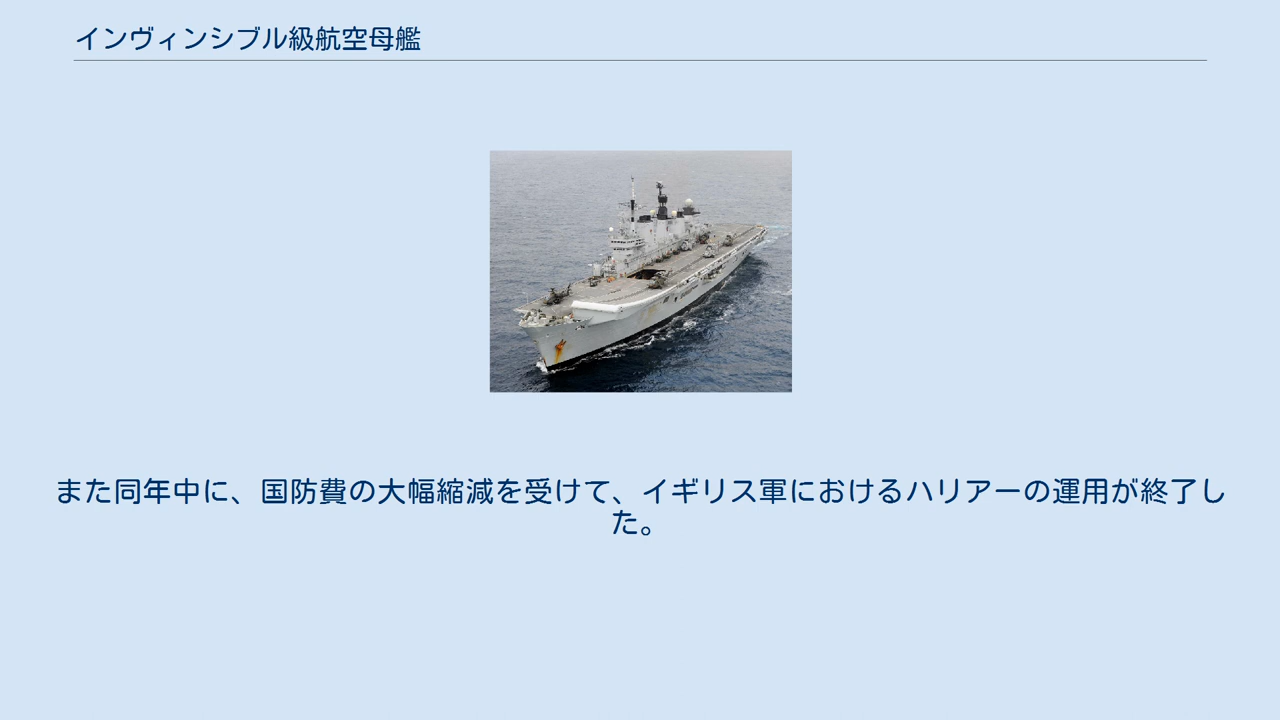 インヴィンシブル級航空母艦
また同年中に、国防費の大幅縮減を受けて、イギリス軍におけるハリアーの運用が終了し
た。